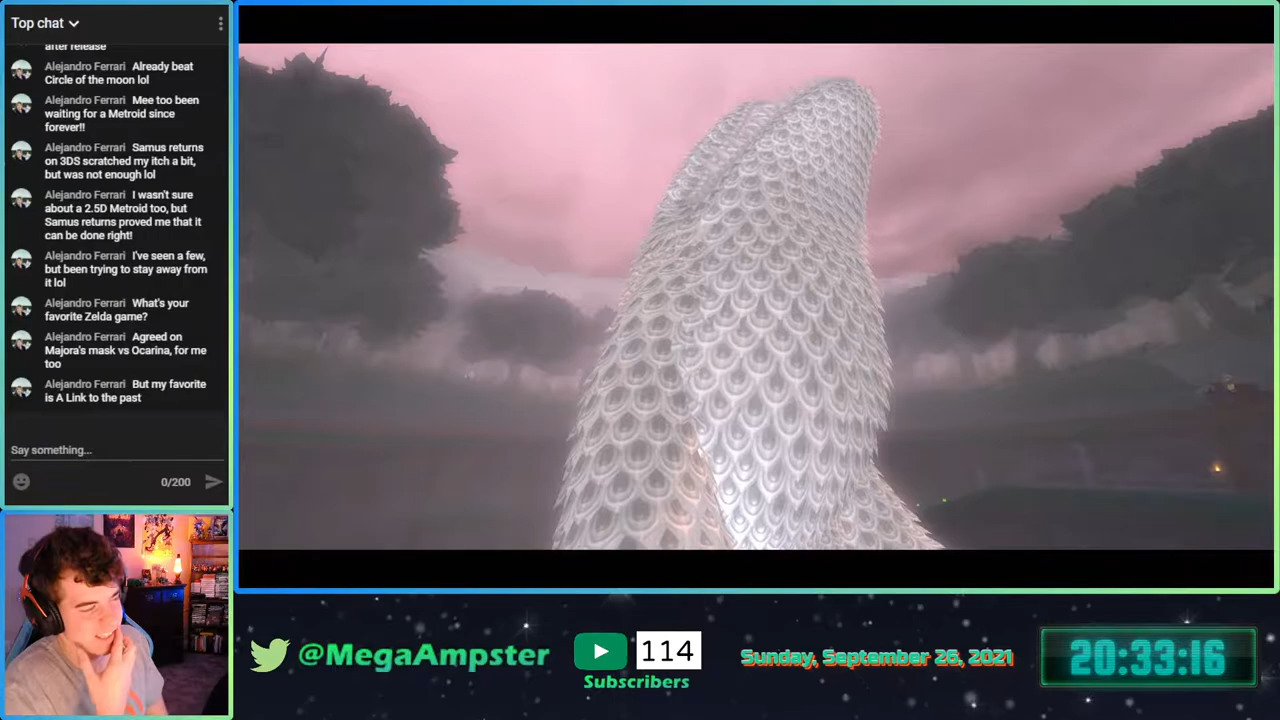 Top chat
after release
Alejandro Ferrari Already beat
Circle of the moon lol
Alejandro Ferrari Mee too been
waiting for a Metroid since
forever!!
Alejandro Ferrari Samus returns
on 3DS scratched my itch a bit,
but was not enough lol
Alejandro Ferrari I wasn't sure
about a 2.5D Metroid too, but
Samus returns proved me that it
can be done right!
Alejandro Ferrari I've seen a few,
but been trying to stay away from
it lol
Alejandro Ferrari What's your
favorite Zelda game?
Alejandro Ferrari Agreed on
Majora's mask vs Ocarina, for me
too
Alejandro Ferrari But my favorite
is A Link to the past
Say something...
0/200
@MegaAmpster
114
Subscribers
Sunday, September 26, 2021
20:33:16